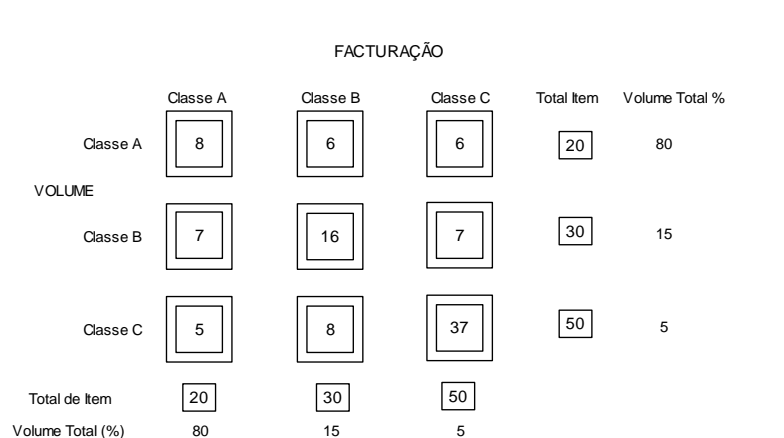 FACTURAÇÃO
Classe A Classe B Classe C Total Item Volume Total %
Classe A 8 6 6 20 80
VOLUME
Classe B 7 16 7 30 15
Classe C 5 8 37 50 5
Total de Item 20 30 50
Volume Total (%) 80 15 5